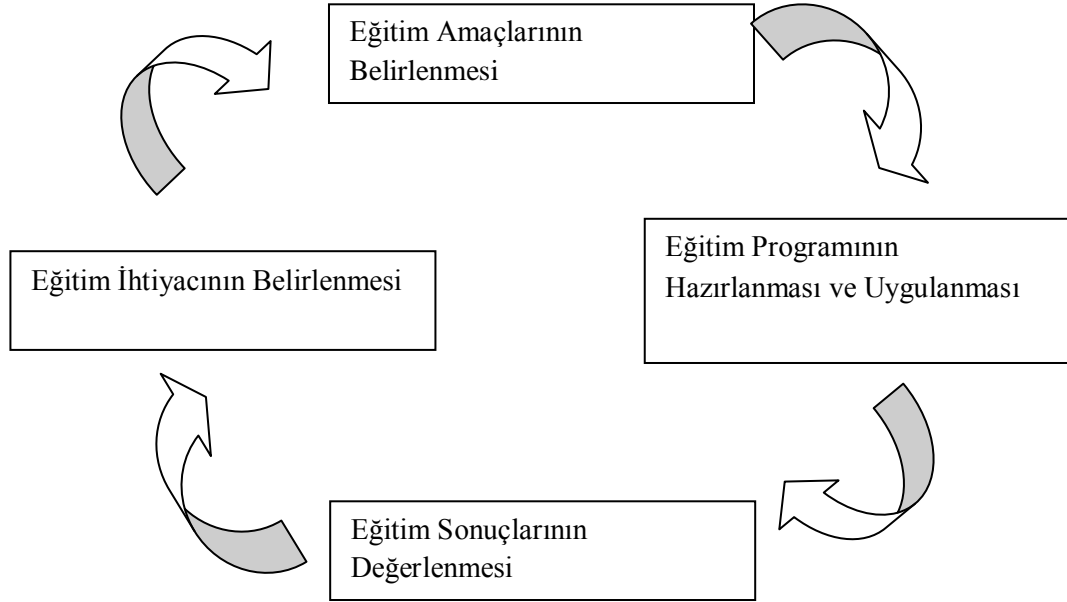 Eğitim Amaçlarının
Belirlenmesi
Eğitim İhtiyacının Belirlenmesi
Eğitim Programının
Hazırlanması ve Uygulanması
Eğitim Sonuçlarının
Değerlenmesi